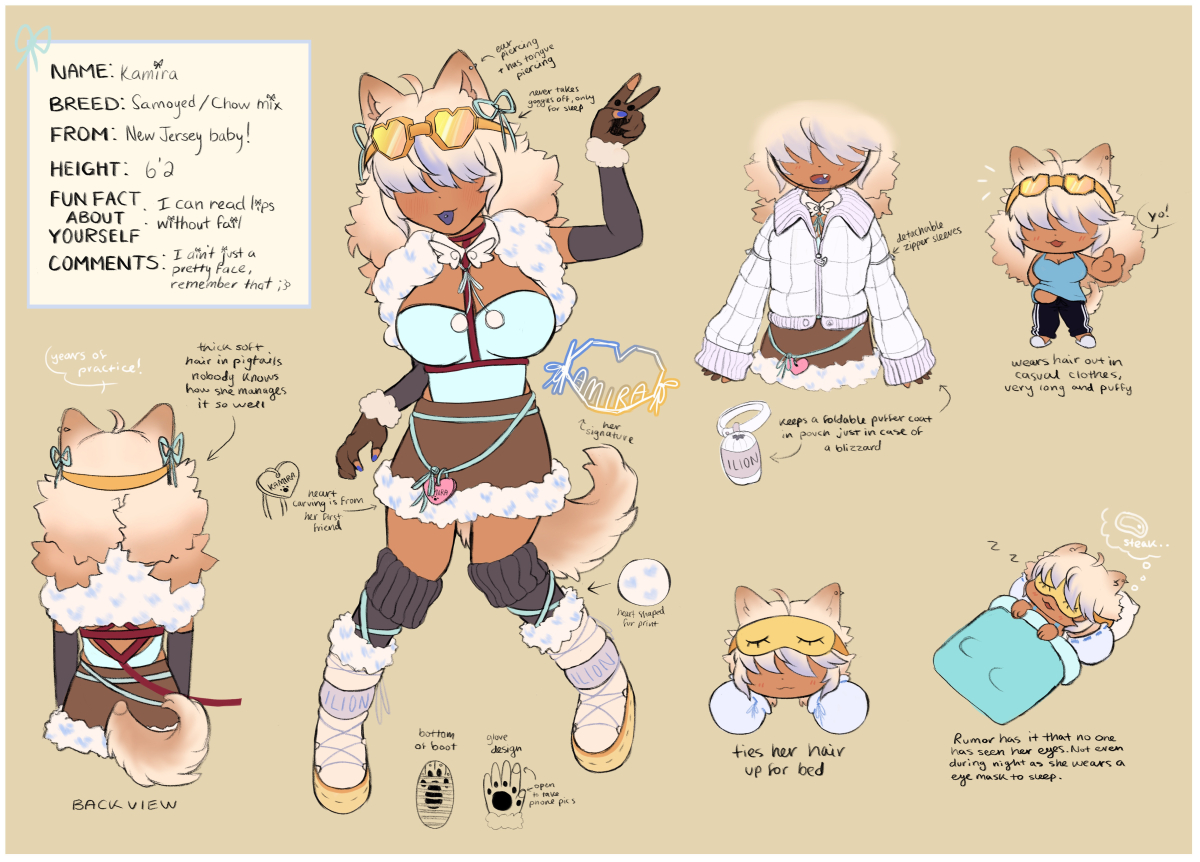 NAME: Kamira
BREED: Samoyed/Chow mix
FROM: New Jersey baby!
HEIGHT: 6'2
FUN FACT
ABOUT
YOURSELF
: I can read lips
without fail
COMMENTS: I ain't just a
pretty face,
remember that ;3
ear
piercing
+ has tongue
piercing
never takes
goggles off, only
for sleep
years of
practice!
thick soft
hair in pigtails
nobody knows
how she manages
it so well
BACK VIEW
KAMIRA
heart
carving is from
her first
friend
KAMIRA
her
signature
heart shaped
fur print
ILION
ILION
bottom
of boot
glove
design
open
to take
phone pics
detachable
zipper sleeves
ILION
keeps a foldable puffer coat
in pouch just in case of
a blizzard
yo!
wears hair out in
casual clothes,
very long and puffy
ties her hair
up for bed
z z
steak..
Rumor has it that no one
has seen her eyes. Not even
during night as she wears a
eye mask to sleep.